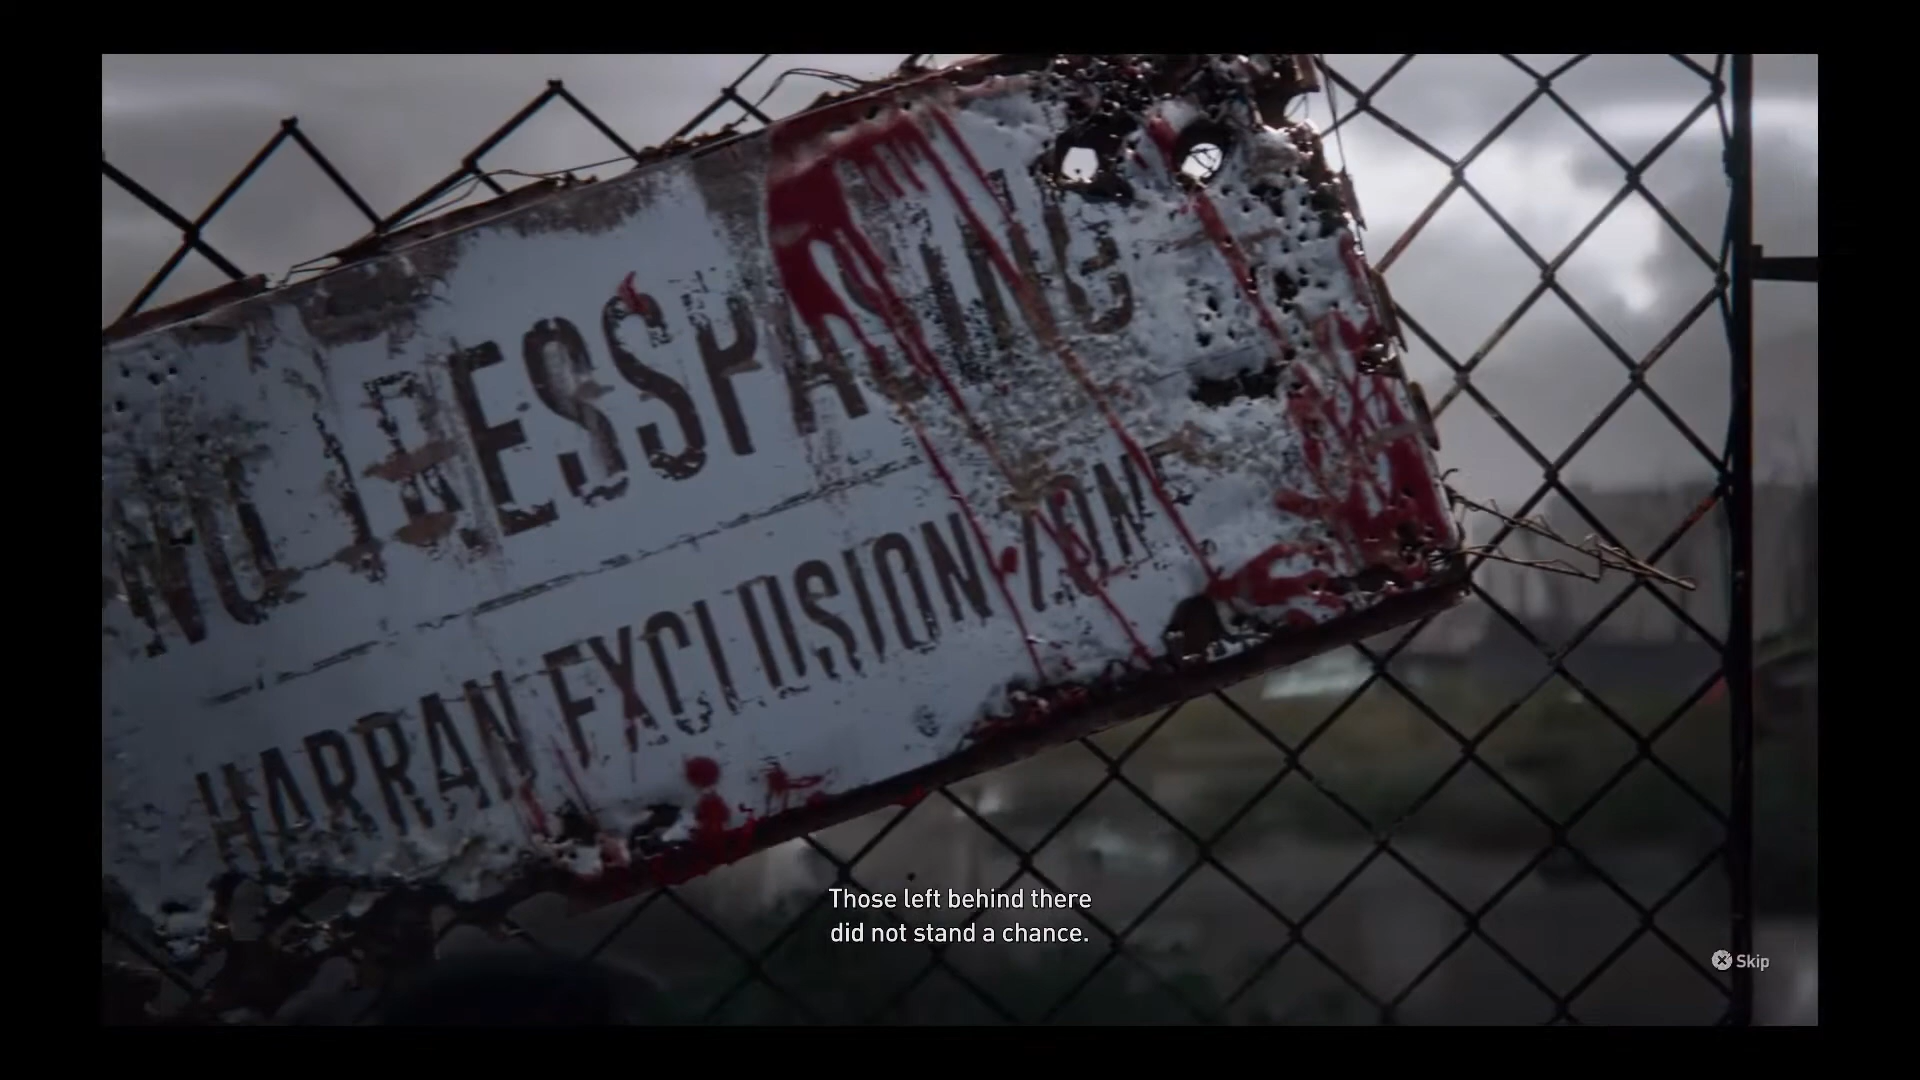 NO TRESSPASSING
HARRAN EXCLUSION ZONE
Those left behind there
did not stand a chance.
Skip